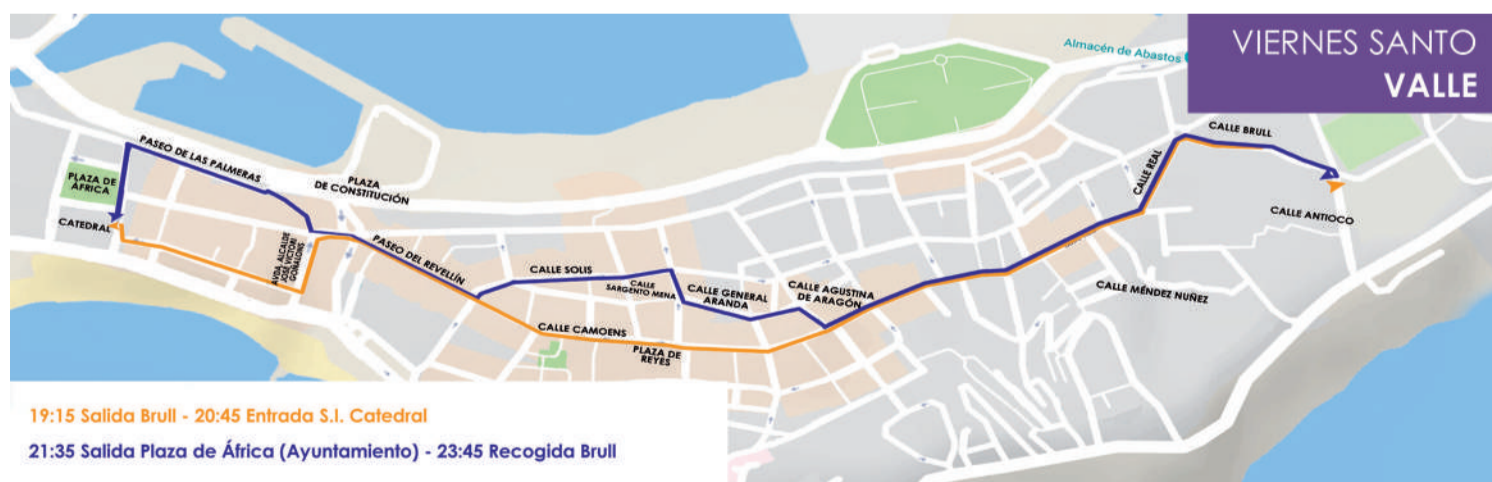 VIERNES SANTO
VALLE
Almacén de Abastos
CALLE BRULL
PASEO DE LAS PALMERAS
PLAZA DE
ÁFRICA
PLAZA
DE CONSTITUCIÓN
CALLE REAL
CATEDRAL
CALLE ANTIOCO
AVDA. ALCALDE
JOSÉ VICTORI
GOÑALONS
PASEO DEL REVELLÍN
CALLE SOLIS
CALLE
SARGENTO MENA
CALLE GENERAL
ARANDA
CALLE AGUSTINA
DE ARAGÓN
CALLE MÉNDEZ NUÑEZ
CALLE CAMOENS
PLAZA DE
REYES
19:15 Salida Brull - 20:45 Entrada S.I. Catedral
21:35 Salida Plaza de África (Ayuntamiento) - 23:45 Recogida Brull